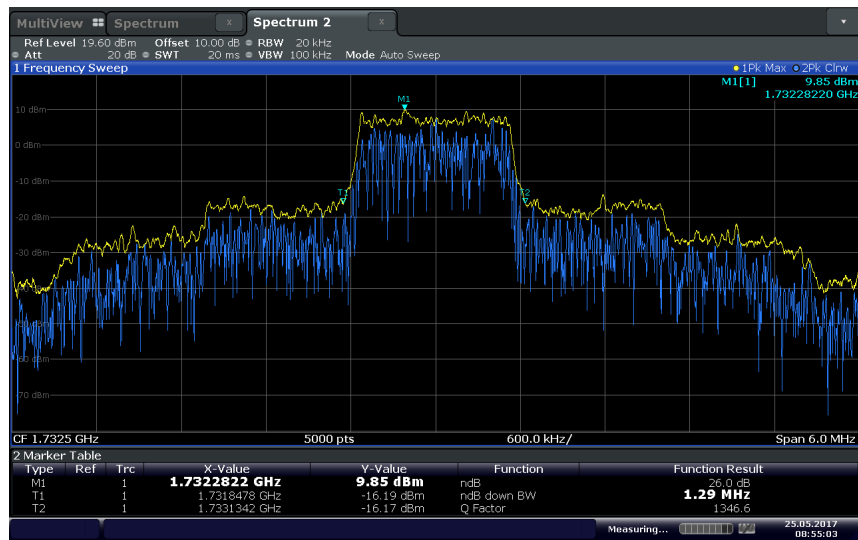 MultiView Spectrum x Spectrum 2 x
Ref Level 19.60 dBm Offset 10.00 dB RBW 20 kHz
Att 20 dB SWT 20 ms VBW 100 kHz Mode Auto Sweep
1 Frequency Sweep 1Pk Max 2Pk Clrw
M1[1] 9.85 dBm
1.73228220 GHz
M1
10 dBm
0 dBm
-10 dBm
T1
T2
-20 dBm
-30 dBm
-70 dBm
CF 1.7325 GHz 5000 pts 600.0 kHz/ Span 6.0 MHz
2 Marker Table
Type Ref Trc X-Value Y-Value Function Function Result
M1 1 1.7322822 GHz 9.85 dBm ndB 26.0 dB
T1 1 1.7318478 GHz -16.19 dBm ndB down BW 1.29 MHz
T2 1 1.7331342 GHz -16.17 dBm Q Factor 1346.6
Measuring... 25.05.2017
08:55:03